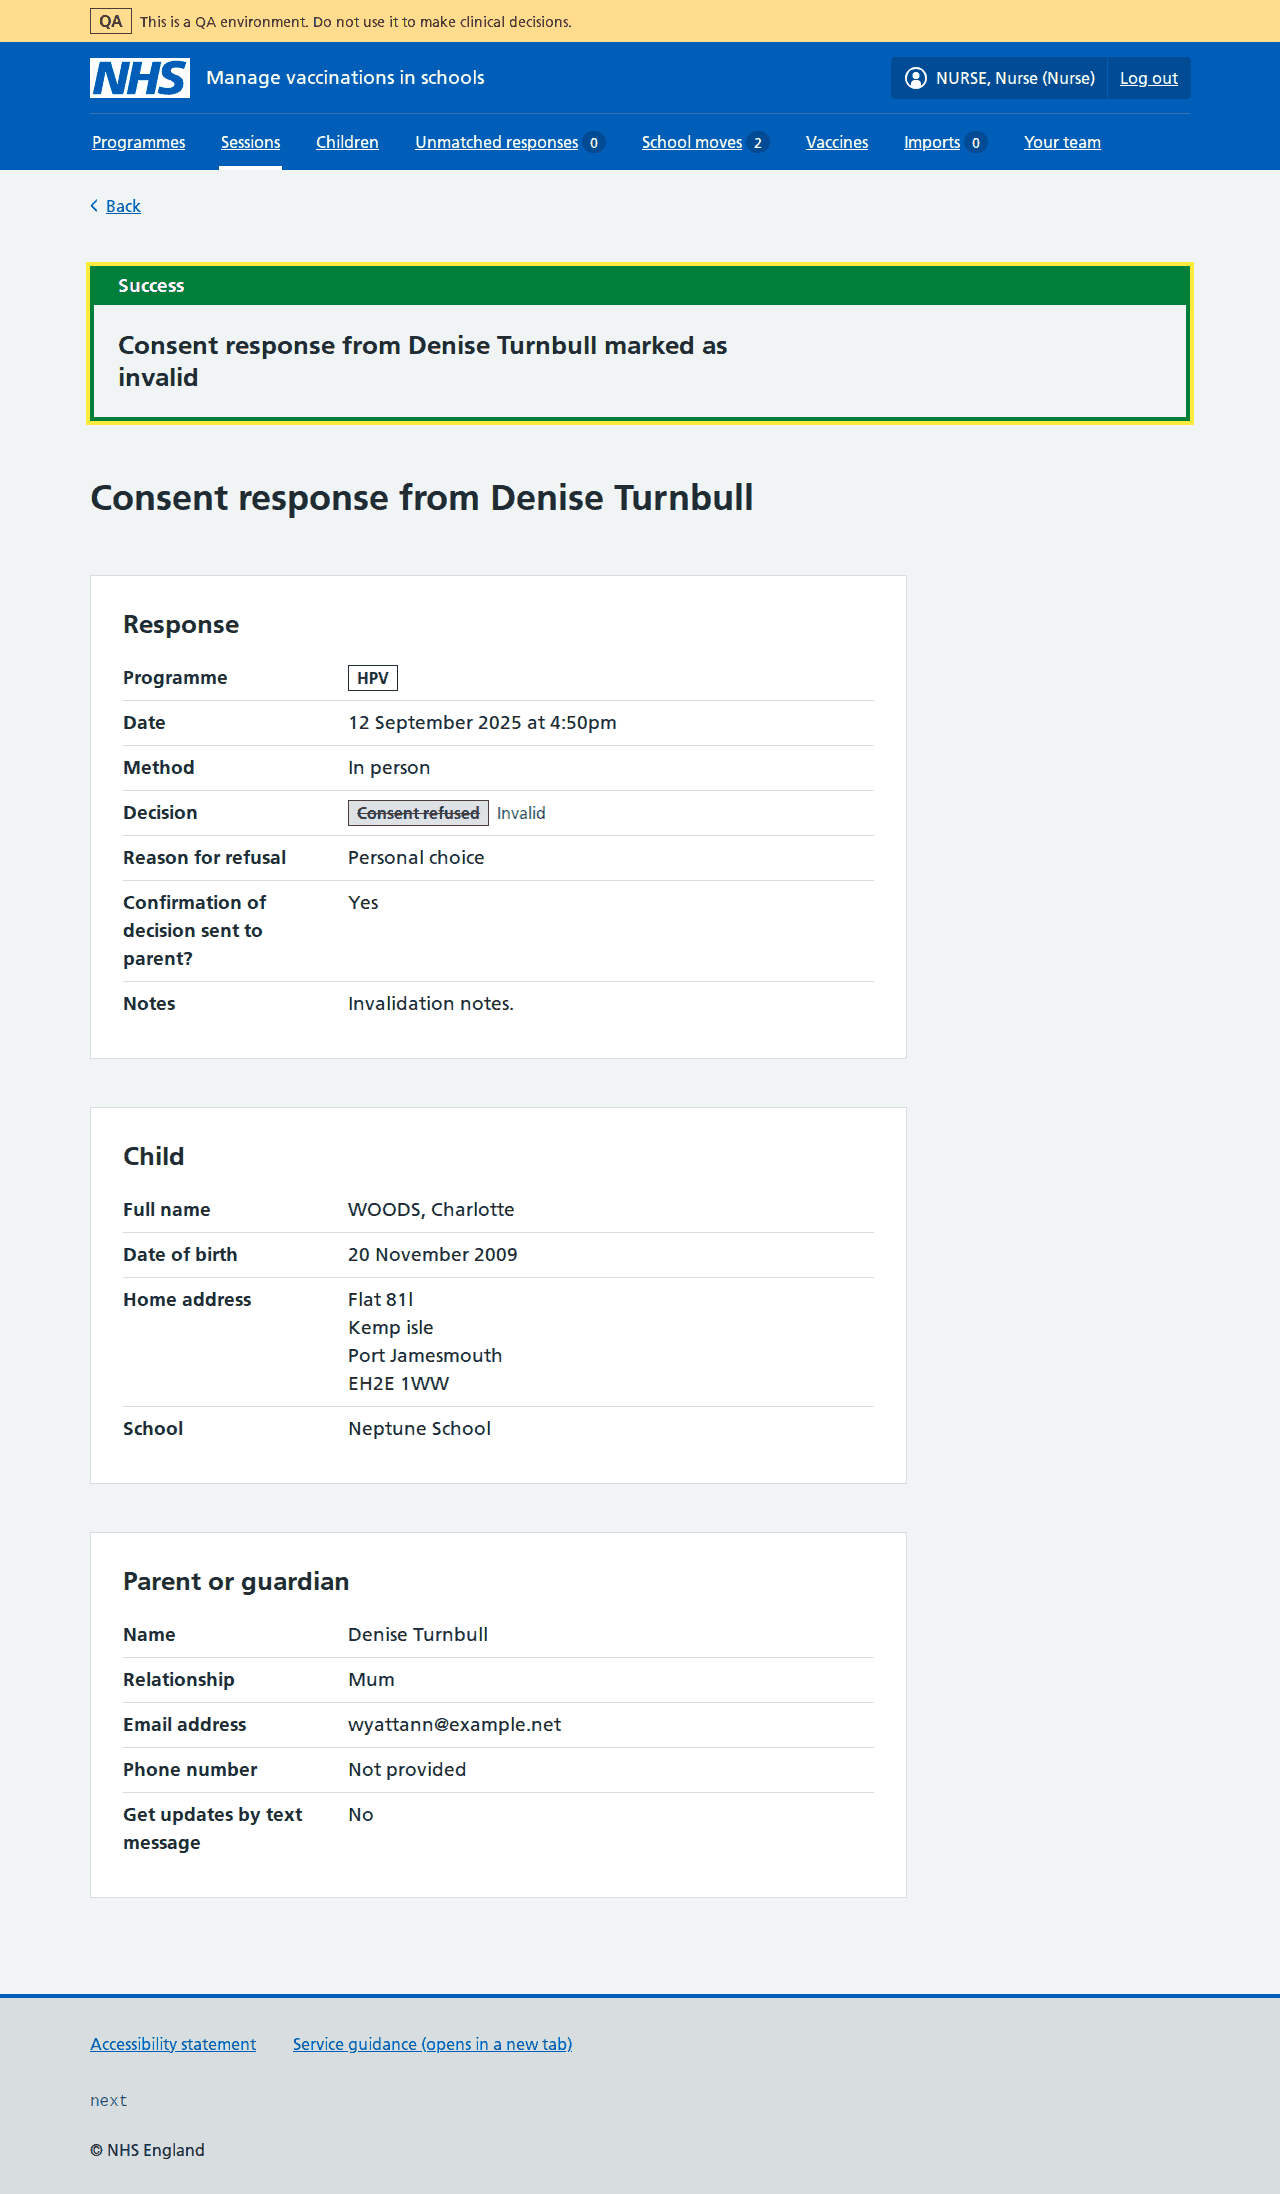 QA This is a QA environment. Do not use it to make clinical decisions.
NHS Manage vaccinations in schools NURSE, Nurse (Nurse) Log out
Programmes Sessions Children Unmatched responses 0 School moves 2 Vaccines Imports 0 Your team
Back
Success
Consent response from Denise Turnbull marked as
invalid
Consent response from Denise Turnbull
Response
Programme HPV
Date 12 September 2025 at 4:50pm
Method In person
Decision Consent refused Invalid
Reason for refusal Personal choice
Confirmation of Yes
decision sent to
parent?
Notes Invalidation notes.
Child
Full name WOODS, Charlotte
Date of birth 20 November 2009
Home address Flat 81l
Kemp isle
Port Jamesmouth
EH2E 1WW
School Neptune School
Parent or guardian
Name Denise Turnbull
Relationship Mum
Email address wyattann@example.net
Phone number Not provided
Get updates by text No
message
Accessibility statement Service guidance (opens in a new tab)
next
© NHS England